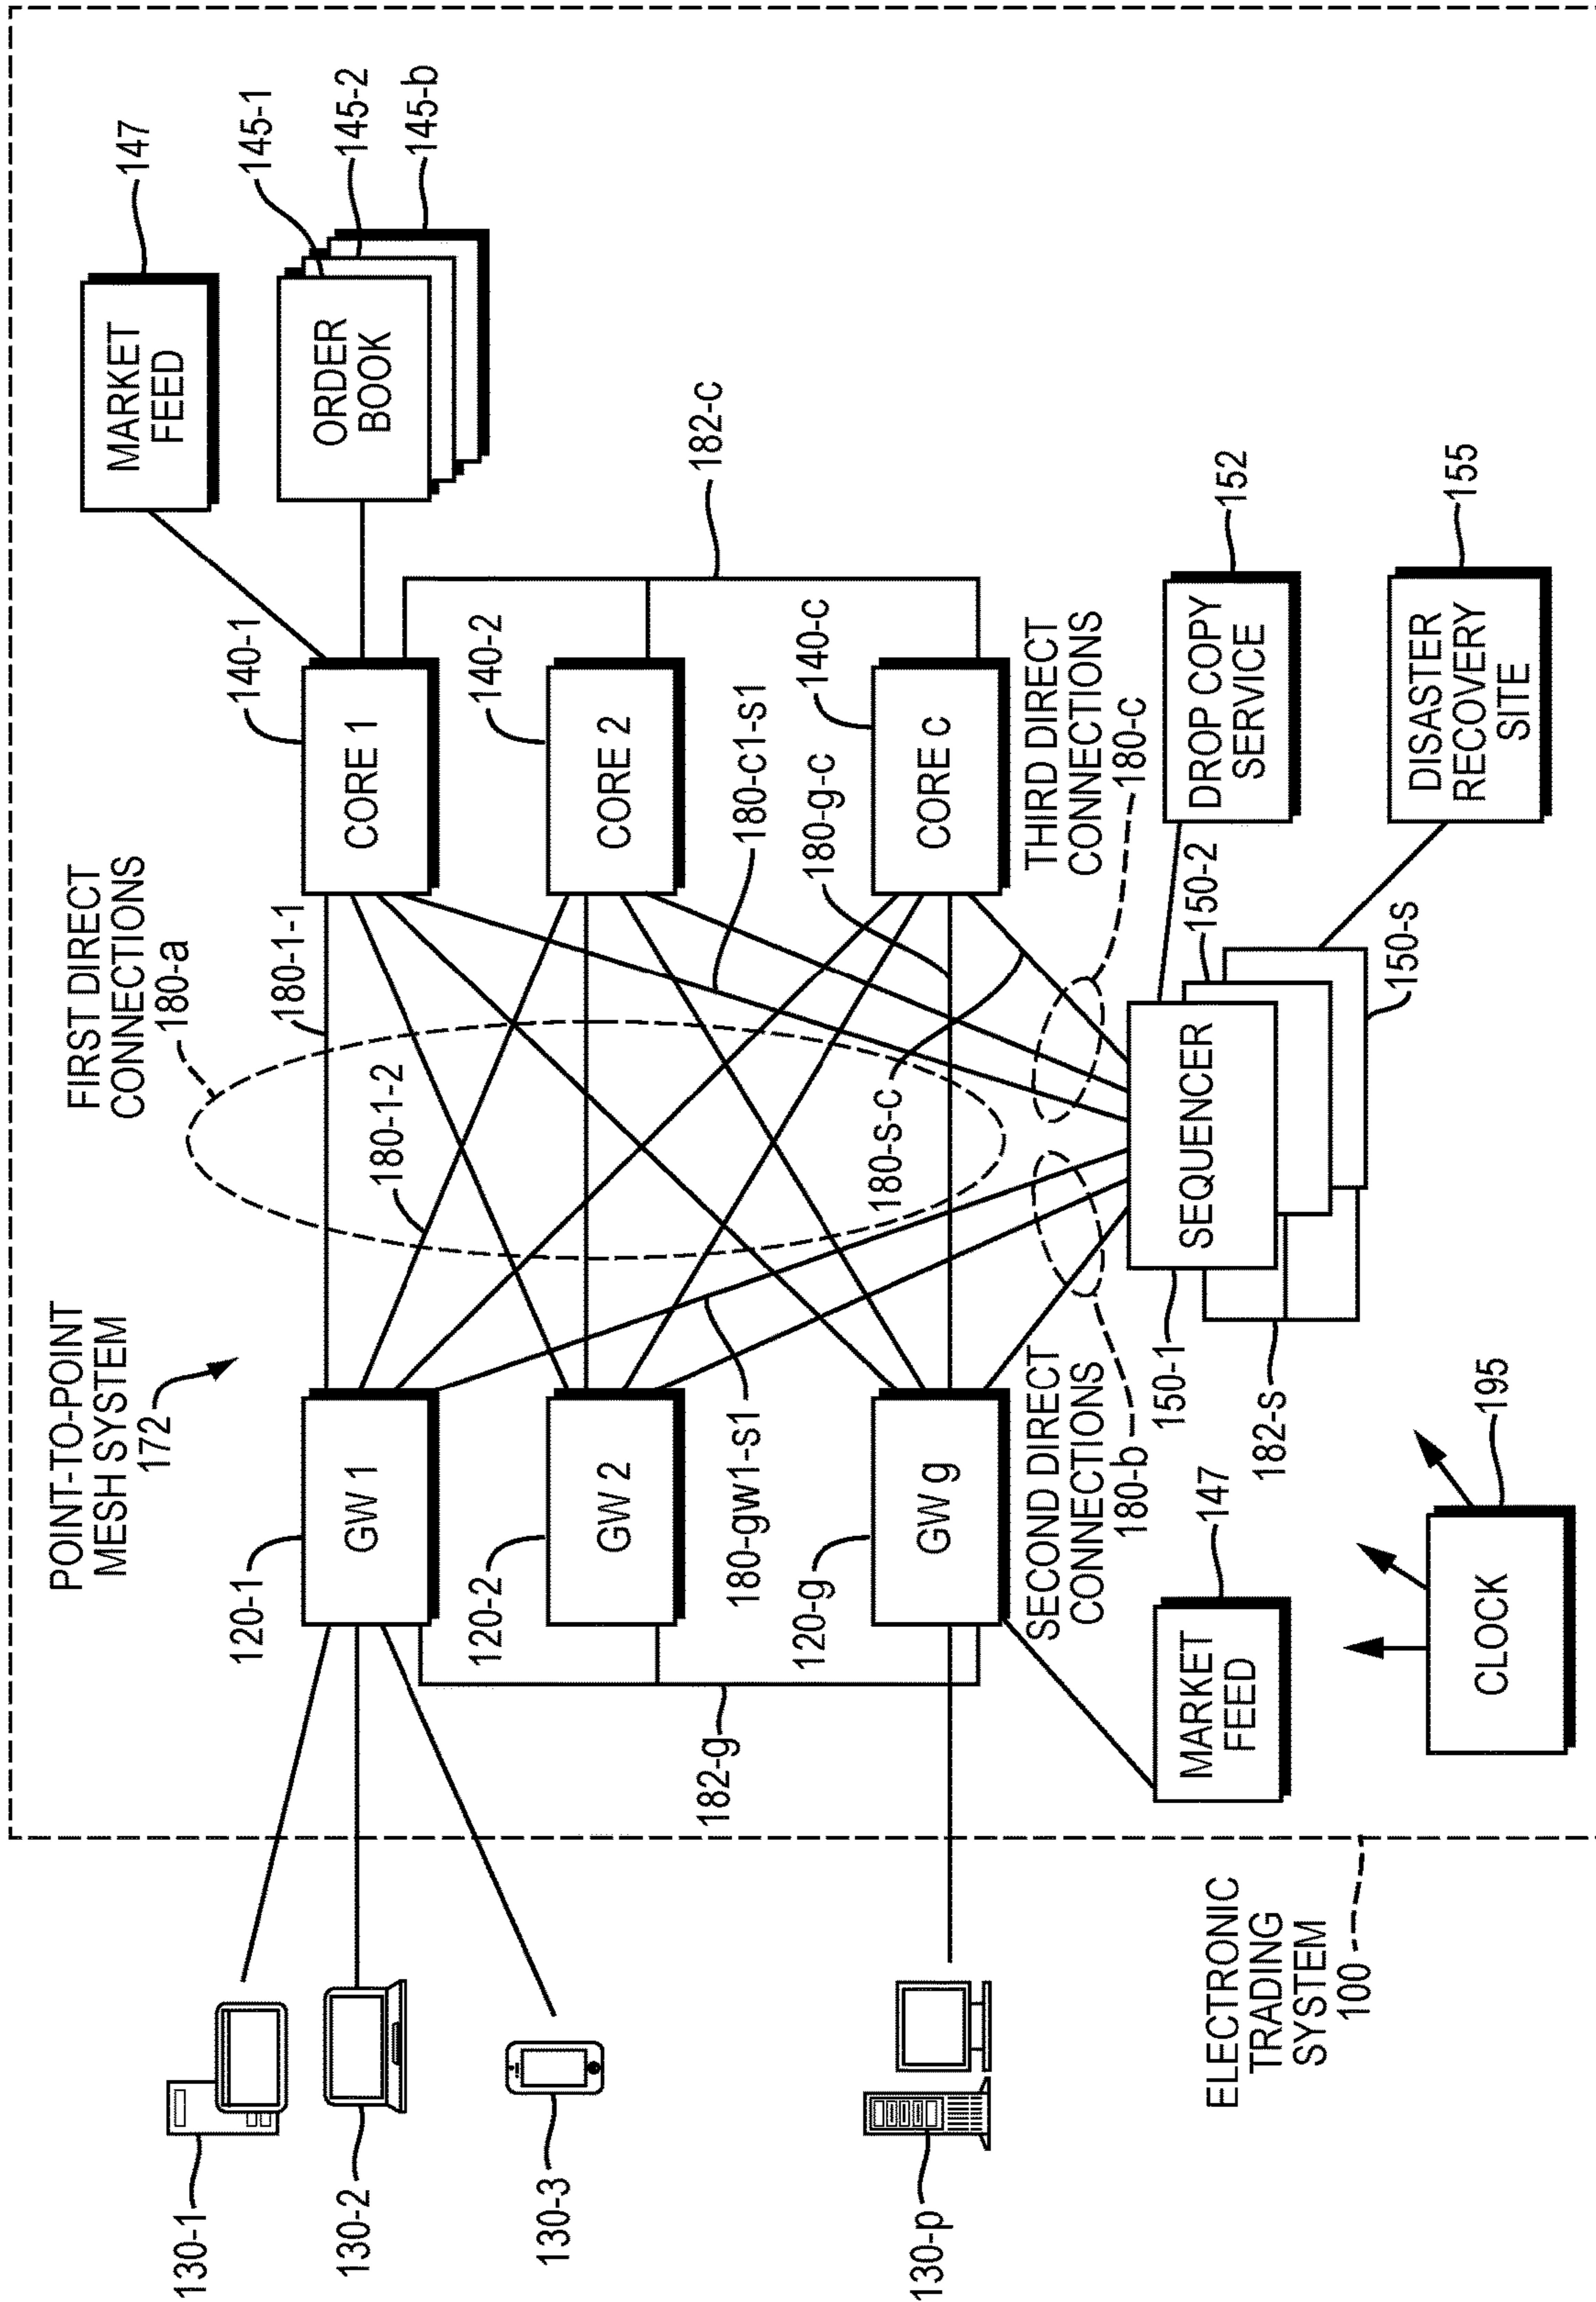 POINT-TO-POINT
MESH SYSTEM
172
FIRST DIRECT
CONNECTIONS
180-a
MARKET
FEED
147
ORDER
BOOK
145-1
145-2
145-b
130-1
130-2
130-3
130-p
120-1
GW 1
120-2
GW 2
120-g
GW g
182-g
180-1-1
180-1-2
180-gw1-s1
140-1
CORE 1
140-2
CORE 2
140-c
CORE c
182-c
180-c1-s1
180-g-c
180-s-c
SECOND DIRECT
CONNECTIONS
180-b
THIRD DIRECT
CONNECTIONS
180-c
MARKET
FEED
147
SEQUENCER
150-1
150-2
150-s
182-s
DROP COPY
SERVICE
152
DISASTER
RECOVERY
SITE
155
CLOCK
195
ELECTRONIC
TRADING
SYSTEM
100